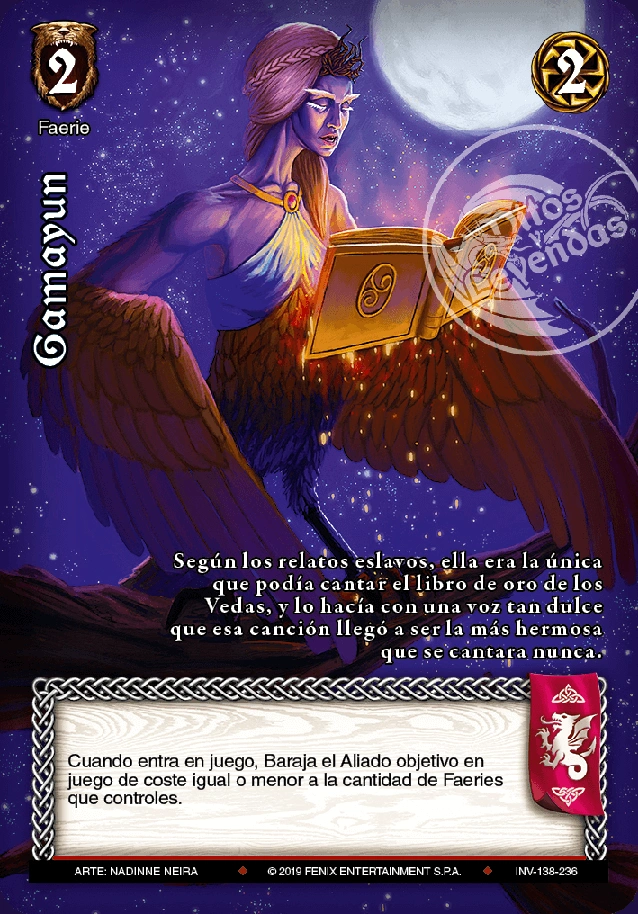 2
2
Faerie
Gamayun
Mitos
y
Leyendas
Según los relatos eslavos, ella era la única
que podía cantar el libro de oro de los
Vedas, y lo hacía con una voz tan dulce
que esa canción llegó a ser la más hermosa
que se cantara nunca.
Cuando entra en juego, Baraja el Aliado objetivo en
juego de coste igual o menor a la cantidad de Faeries
que controles.
ARTE: NADINNE NEIRA © 2019 FENIX ENTERTAINMENT S.P.A. INV-138-236